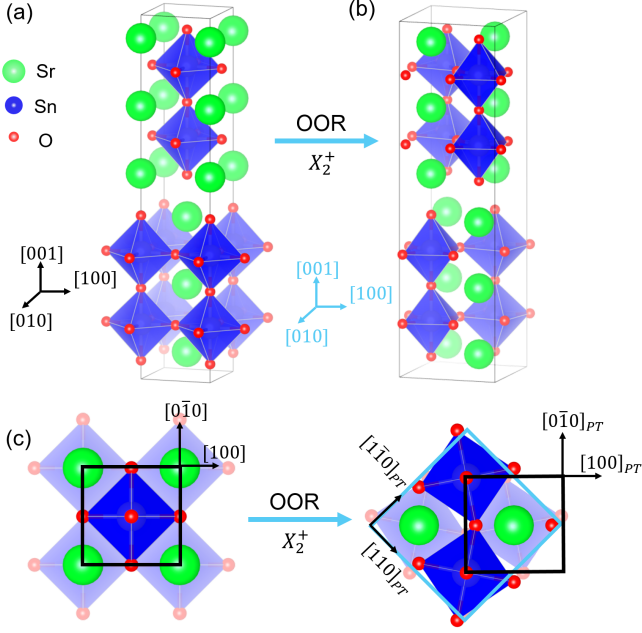 (a)
(b)
Sr
Sn
O
OOR
X₂⁺
[001]
[100]
[010]
[001]
[100]
[010]
(c)
[01̄0]
[100]
OOR
X₂⁺
[01̄0]PT
[100]PT
[11̄0]PT
[110]PT